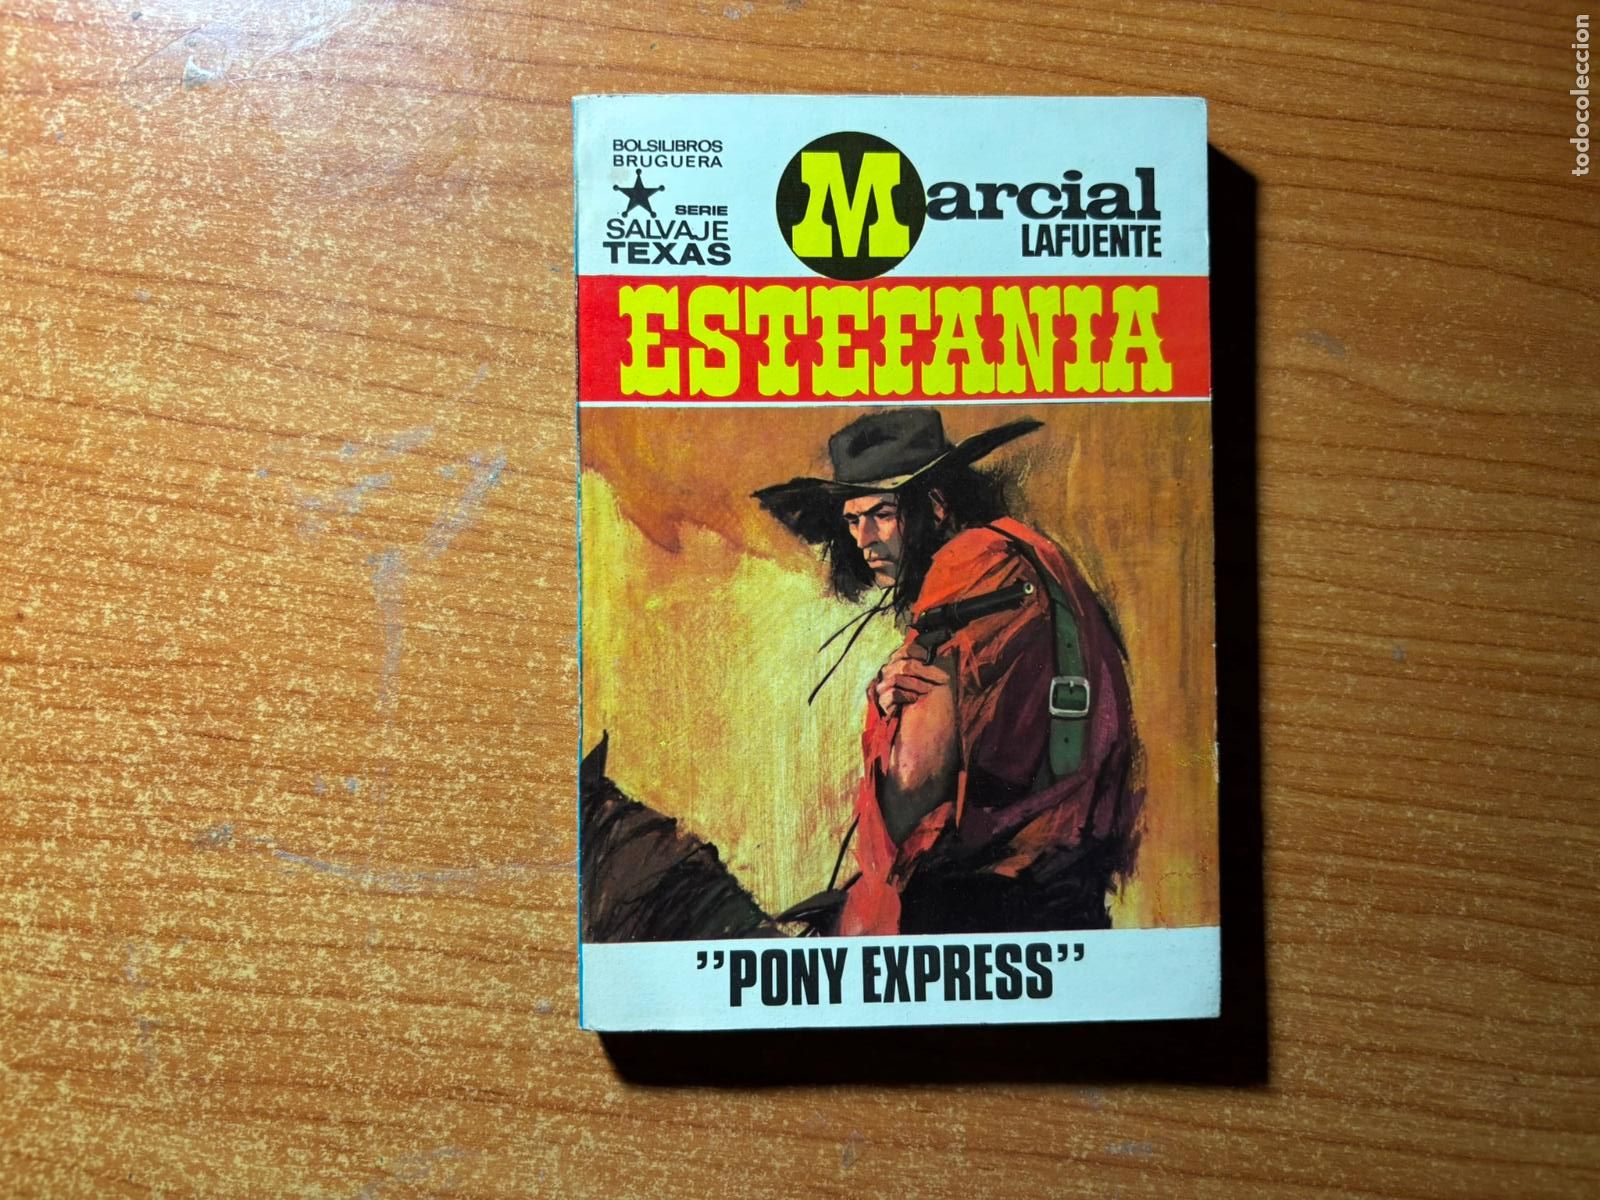 BOLSILIBROS
BRUGUERA
SERIE
SALVAJE
TEXAS
Marcial
LAFUENTE
ESTEFANIA
"PONY EXPRESS"
todocoleccion